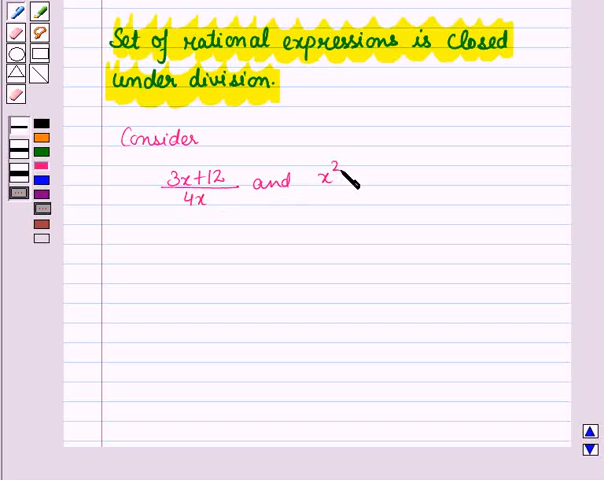 Set of rational expressions is closed
under division.
Consider
3x+12
4x
and x²